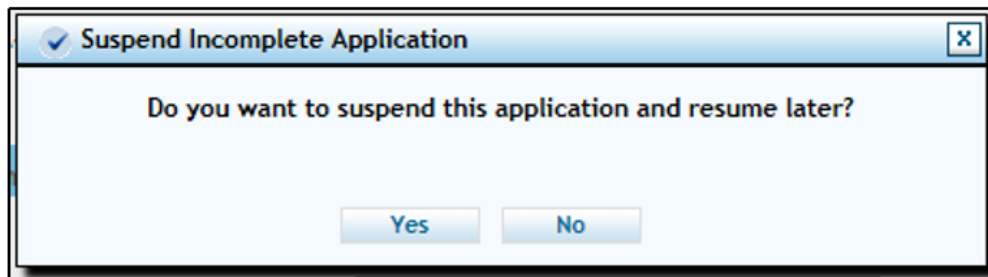 Suspend Incomplete Application
X
Do you want to suspend this application and resume later?
Yes No